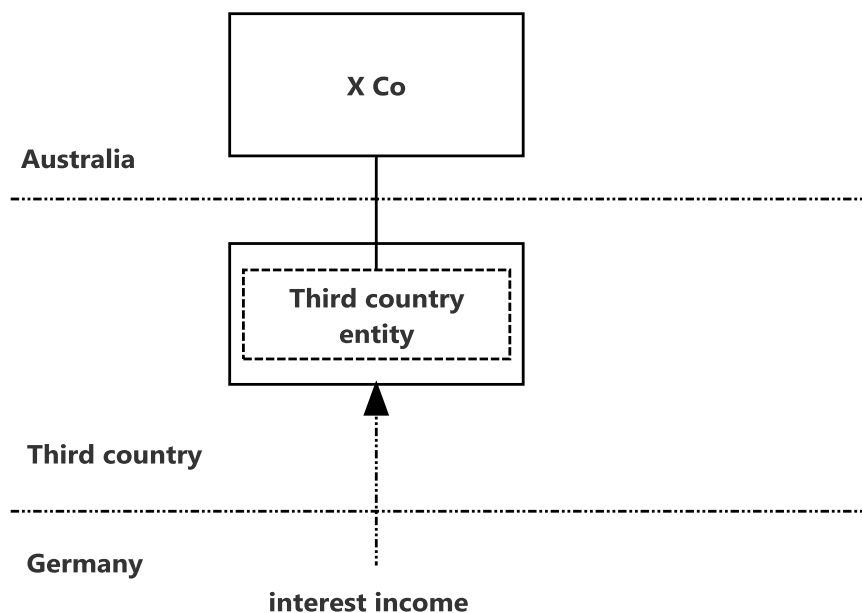 X Co
Australia
Third country
entity
Third country
Germany
interest income